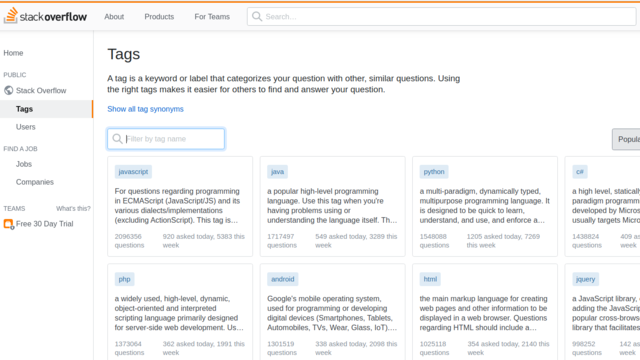 stack overflow
About
Products
For Teams
Search…
Home
PUBLIC
Stack Overflow
Tags
Users
FIND A JOB
Jobs
Companies
TEAMS
What's this?
Free 30 Day Trial
Tags
A tag is a keyword or label that categorizes your question with other, similar questions. Using
the right tags makes it easier for others to find and answer your question.
Show all tag synonyms
Filter by tag name
Popula
javascript
For questions regarding programming
in ECMAScript (JavaScript/JS) and its
various dialects/implementations
(excluding ActionScript). This tag is…
2096356
questions
920 asked today, 5383 this
week
java
a popular high-level programming
language. Use this tag when you're
having problems using or
understanding the language itself. Th…
1717497
questions
549 asked today, 3289 this
week
python
a multi-paradigm, dynamically typed,
multipurpose programming language. It
is designed to be quick to learn,
understand, and use, and enforce a…
1548088
questions
1205 asked today, 7269
this week
c#
a high level, statically
paradigm programm
developed by Micros
usually targets Micros
1438824
questions
409 as
week
php
a widely used, high-level, dynamic,
object-oriented and interpreted
scripting language primarily designed
for server-side web development. Us…
1373064
questions
362 asked today, 1991 this
week
android
Google's mobile operating system,
used for programming or developing
digital devices (Smartphones, Tablets,
Automobiles, TVs, Wear, Glass, IoT)….
1301519
questions
338 asked today, 2098 this
week
html
the main markup language for creating
web pages and other information to be
displayed in a web browser. Questions
regarding HTML should include a…
1025118
questions
354 asked today, 2140 this
week
jquery
a JavaScript library, c
adding the JavaScript
popular cross-browse
library that facilitates
998252
questions
142 as
week